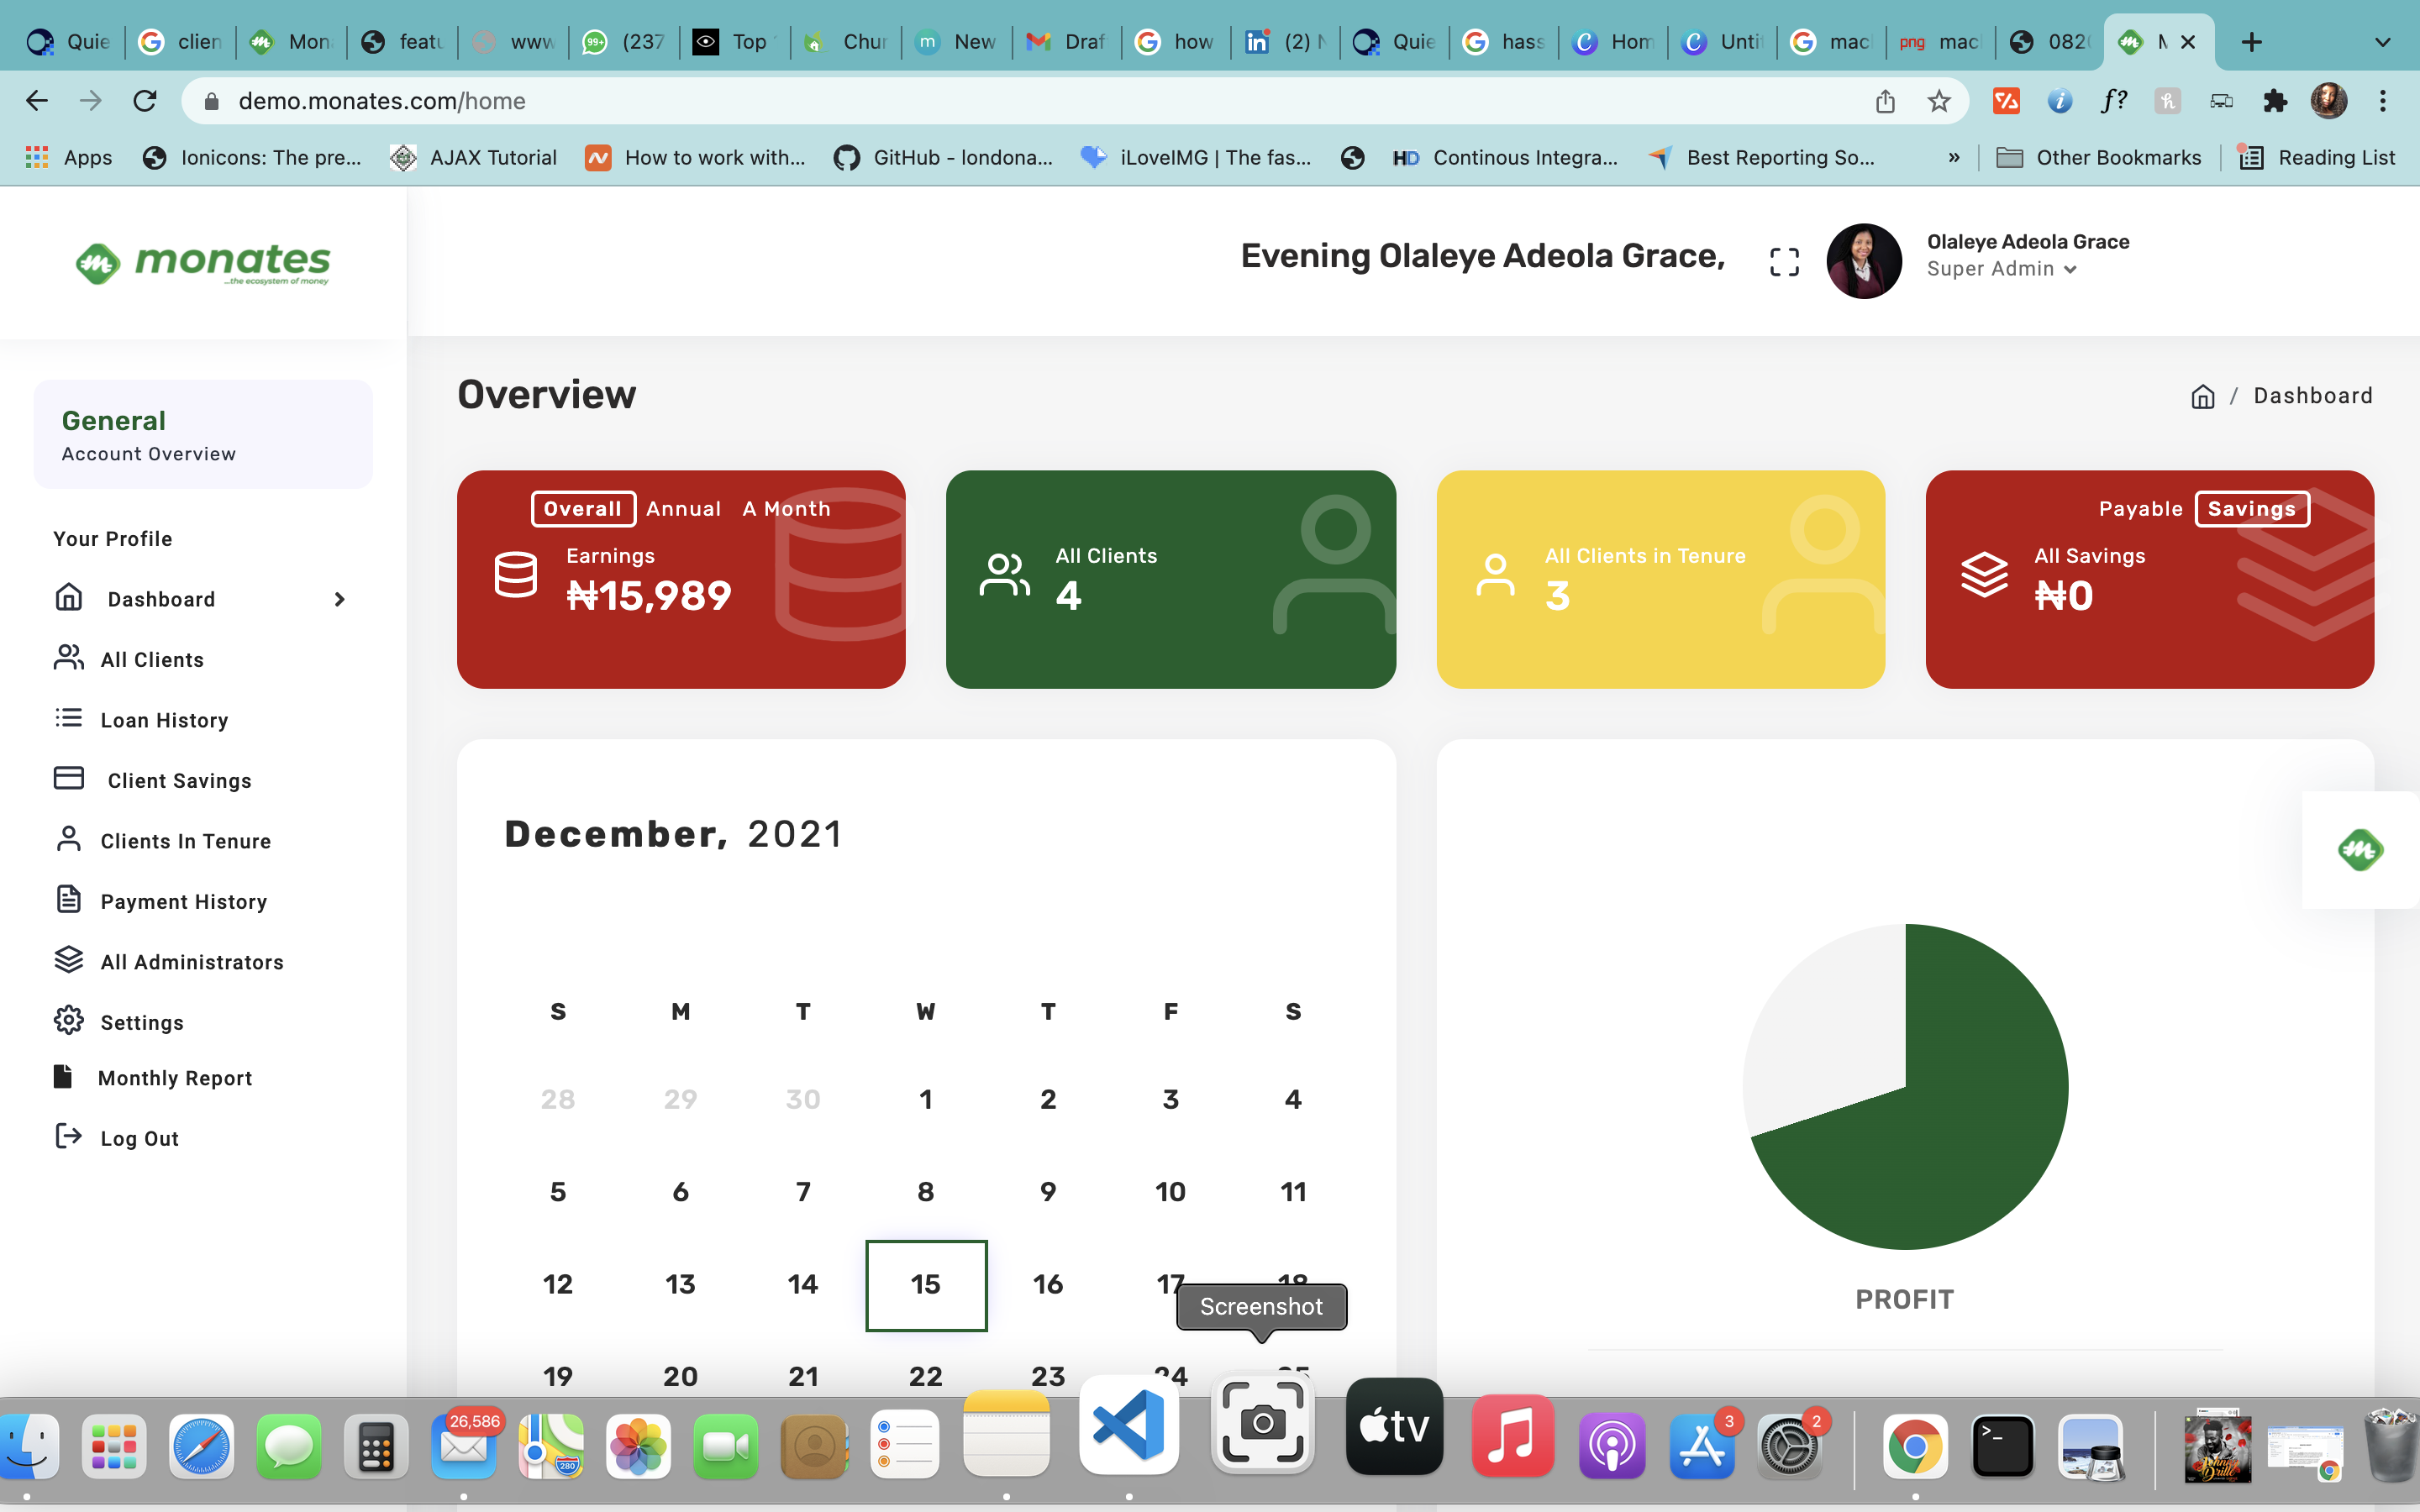 Quie clien Mon featu www (237 Top Chur New Draf how (2) N Quie hass Hom Unti mac mac 082 M
demo.monates.com/home
f?
Apps Ionicons: The pre... AJAX Tutorial How to work with... GitHub - londona... iLoveIMG | The fas... HD Continous Integra... Best Reporting So... » Other Bookmarks Reading List
monates
...the ecosystem of money
Evening Olaleye Adeola Grace,
Olaleye Adeola Grace
Super Admin
General
Account Overview
Your Profile
Dashboard
All Clients
Loan History
Client Savings
Clients In Tenure
Payment History
All Administrators
Settings
Monthly Report
Log Out
Overview
/ Dashboard
Overall Annual A Month
Earnings
₦15,989
All Clients
4
All Clients in Tenure
3
Payable Savings
All Savings
₦0
December, 2021
S M T W T F S
28 29 30 1 2 3 4
5 6 7 8 9 10 11
12 13 14 15 16 17 18
19 20 21 22 23 24 25
PROFIT
Screenshot
26,586
280
tv
3
2